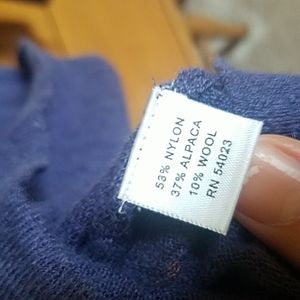 53% NYLON
37% ALPACA
10% WOOL
RN 54023